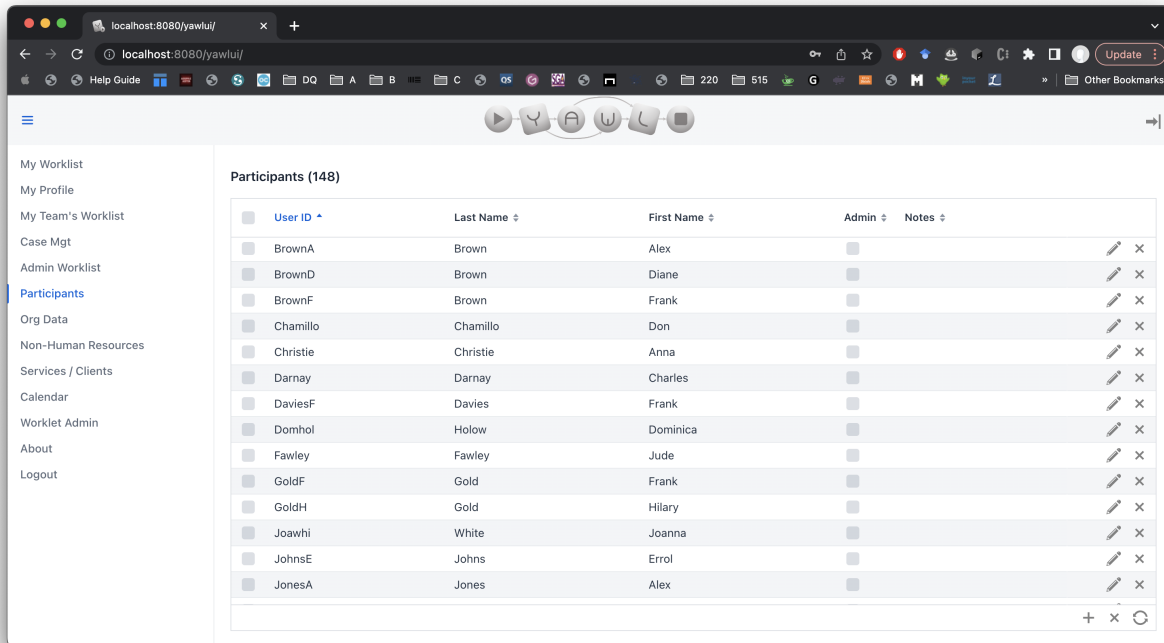 localhost:8080/yawlui/
localhost:8080/yawlui/
Update
Help Guide
DQ
A
B
C
QS
220
515
G
M
»
Other Bookmarks
Y A W L
My Worklist
My Profile
My Team's Worklist
Case Mgt
Admin Worklist
Participants
Org Data
Non-Human Resources
Services / Clients
Calendar
Worklet Admin
About
Logout
Participants (148)
User ID Last Name First Name Admin Notes
BrownA Brown Alex
BrownD Brown Diane
BrownF Brown Frank
Chamillo Chamillo Don
Christie Christie Anna
Darnay Darnay Charles
DaviesF Davies Frank
Domhol Holow Dominica
Fawley Fawley Jude
GoldF Gold Frank
GoldH Gold Hilary
Joawhi White Joanna
JohnsE Johns Errol
JonesA Jones Alex